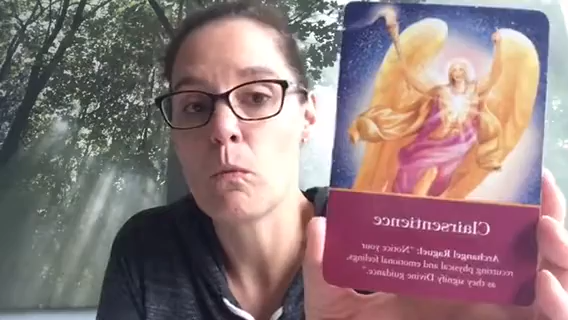 Clairsentience
Archangel Raguel: "Notice your
recurring physical and emotional feelings,
as they signify Divine guidance."